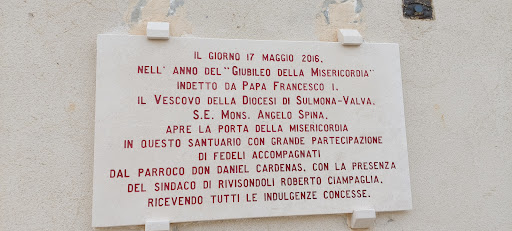 IL GIORNO 17 MAGGIO 2016,
NELL' ANNO DEL "GIUBILEO DELLA MISERICORDIA"
INDETTO DA PAPA FRANCESCO I.
IL VESCOVO DELLA DIOCESI DI SULMONA-VALVA,
S.E. MONS. ANGELO SPINA,
APRE LA PORTA DELLA MISERICORDIA
IN QUESTO SANTUARIO CON GRANDE PARTECIPAZIONE
DI FEDELI ACCOMPAGNATI
DAL PARROCO DON DANIEL CARDENAS, CON LA PRESENZA
DEL SINDACO DI RIVISONDOLI ROBERTO CIAMPAGLIA,
RICEVENDO TUTTI LE INDULGENZE CONCESSE.